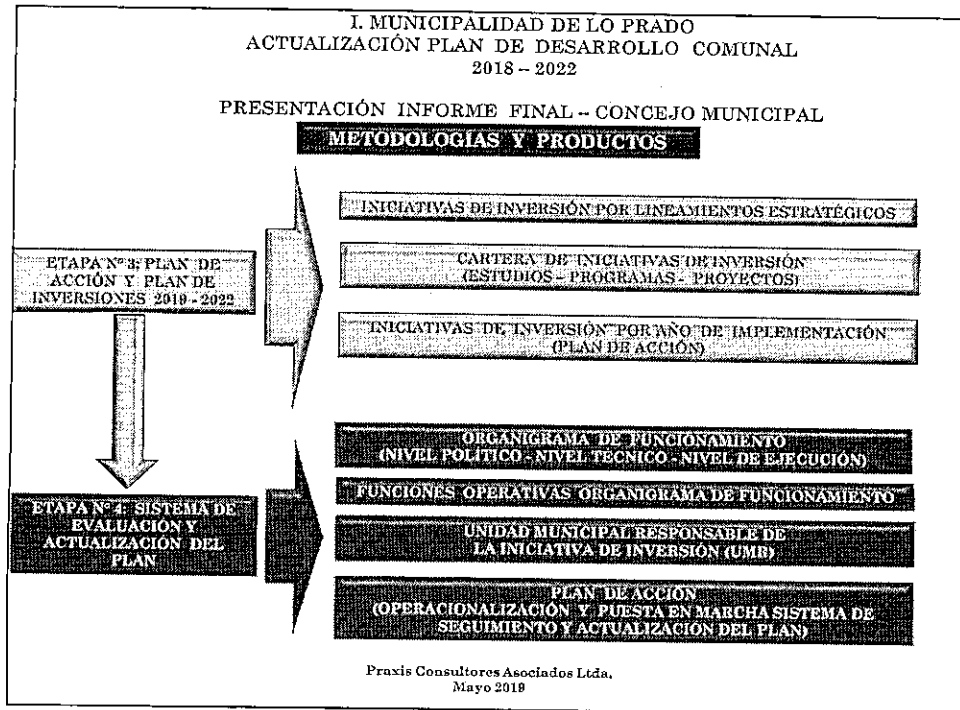 I. MUNICIPALIDAD DE LO PRADO
ACTUALIZACIÓN PLAN DE DESARROLLO COMUNAL
2018 – 2022
PRESENTACIÓN INFORME FINAL – CONCEJO MUNICIPAL
METODOLOGÍAS Y PRODUCTOS
ETAPA Nº 3: PLAN DE
ACCIÓN Y PLAN DE
INVERSIONES 2019 - 2022
INICIATIVAS DE INVERSIÓN POR LINEAMIENTOS ESTRATÉGICOS
CARTERA DE INICIATIVAS DE INVERSIÓN
(ESTUDIOS – PROGRAMAS - PROYECTOS)
INICIATIVAS DE INVERSIÓN POR AÑO DE IMPLEMENTACIÓN
(PLAN DE ACCIÓN)
ETAPA Nº 4: SISTEMA DE
EVALUACIÓN Y
ACTUALIZACIÓN DEL
PLAN
ORGANIGRAMA DE FUNCIONAMIENTO
(NIVEL POLÍTICO - NIVEL TÉCNICO - NIVEL DE EJECUCIÓN)
FUNCIONES OPERATIVAS ORGANIGRAMA DE FUNCIONAMIENTO
UNIDAD MUNICIPAL RESPONSABLE DE
LA INICIATIVA DE INVERSIÓN (UMR)
PLAN DE ACCIÓN
(OPERACIONALIZACIÓN Y PUESTA EN MARCHA SISTEMA DE
SEGUIMIENTO Y ACTUALIZACIÓN DEL PLAN)
Praxis Consultores Asociados Ltda.
Mayo 2019